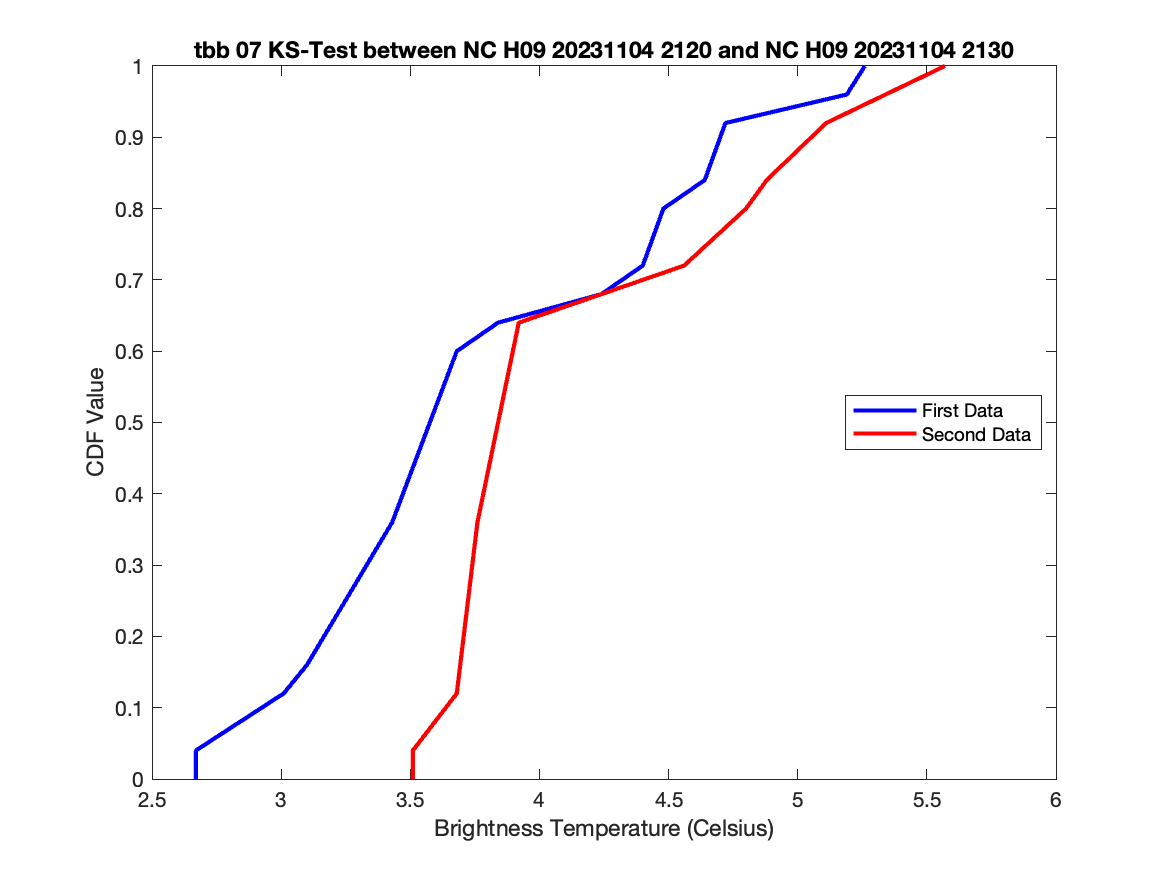 tbb 07 KS-Test between NC H09 20231104 2120 and NC H09 20231104 2130
1
0.9
0.8
0.7
0.6
0.5
0.4
0.3
0.2
0.1
0
CDF Value
First Data
Second Data
2.5 3 3.5 4 4.5 5 5.5 6
Brightness Temperature (Celsius)